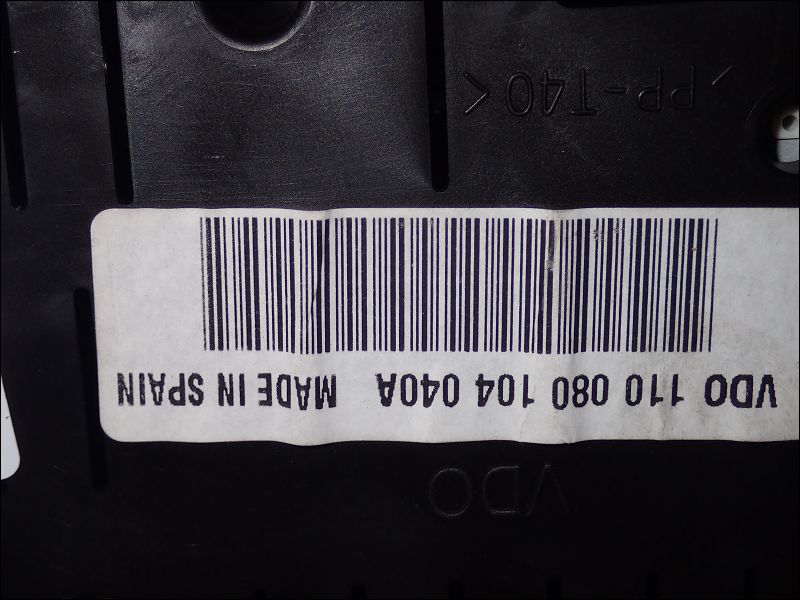 VDO
VDO 110 080 104 040A MADE IN SPAIN
>PP-T40<